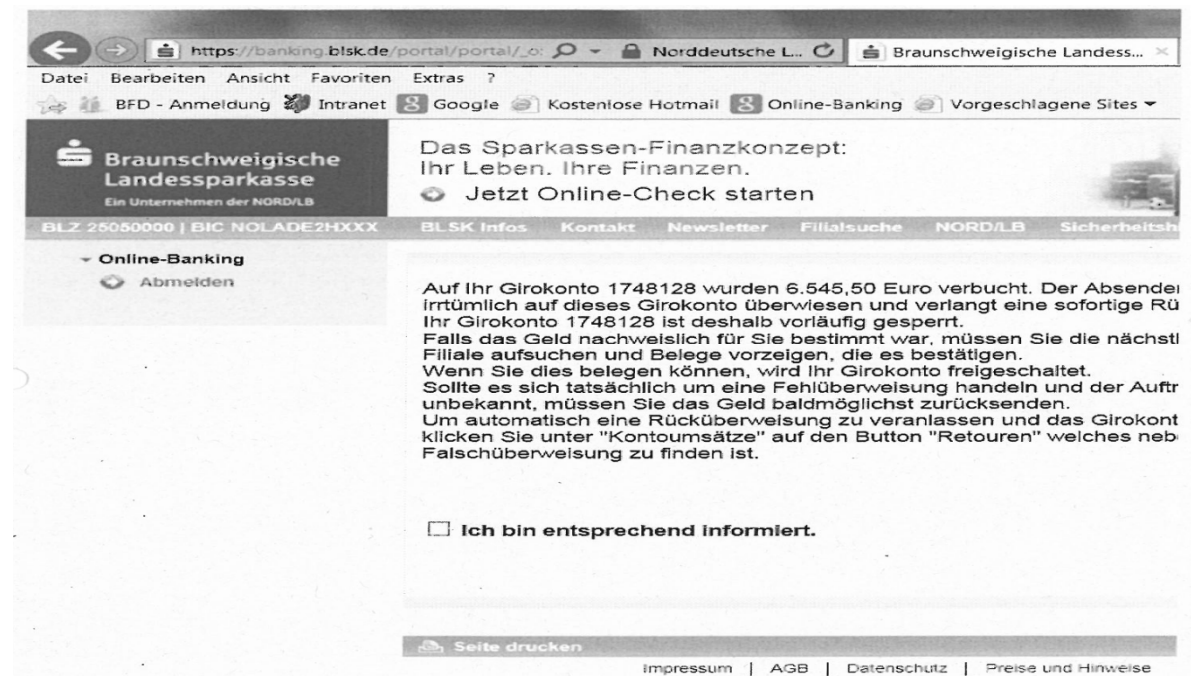 https://banking.blsk.de/portal/portal/_o: Norddeutsche L... Braunschweigische Landess...
Datei Bearbeiten Ansicht Favoriten Extras ?
BFD - Anmeldung Intranet Google Kostenlose Hotmail Online-Banking Vorgeschlagene Sites
Braunschweigische
Landessparkasse
Ein Unternehmen der NORD/LB
Das Sparkassen-Finanzkonzept:
Ihr Leben. Ihre Finanzen.
Jetzt Online-Check starten
BLZ 25050000 | BIC NOLADE2HXXX
BLSK Infos Kontakt Newsletter Filialsuche NORD/LB Sicherheitsh
Online-Banking
Abmelden
Auf Ihr Girokonto 1748128 wurden 6.545,50 Euro verbucht. Der Absender
irrtümlich auf dieses Girokonto überwiesen und verlangt eine sofortige Rü
Ihr Girokonto 1748128 ist deshalb vorläufig gesperrt.
Falls das Geld nachweislich für Sie bestimmt war, müssen Sie die nächstl
Filiale aufsuchen und Belege vorzeigen, die es bestätigen.
Wenn Sie dies belegen können, wird Ihr Girokonto freigeschaltet.
Sollte es sich tatsächlich um eine Fehlüberweisung handeln und der Auftr
unbekannt, müssen Sie das Geld baldmöglichst zurücksenden.
Um automatisch eine Rücküberweisung zu veranlassen und das Girokont
klicken Sie unter "Kontoumsätze" auf den Button "Retouren" welches neb
Falschüberweisung zu finden ist.
Ich bin entsprechend informiert.
Seite drucken
Impressum | AGB | Datenschutz | Preise und Hinweise